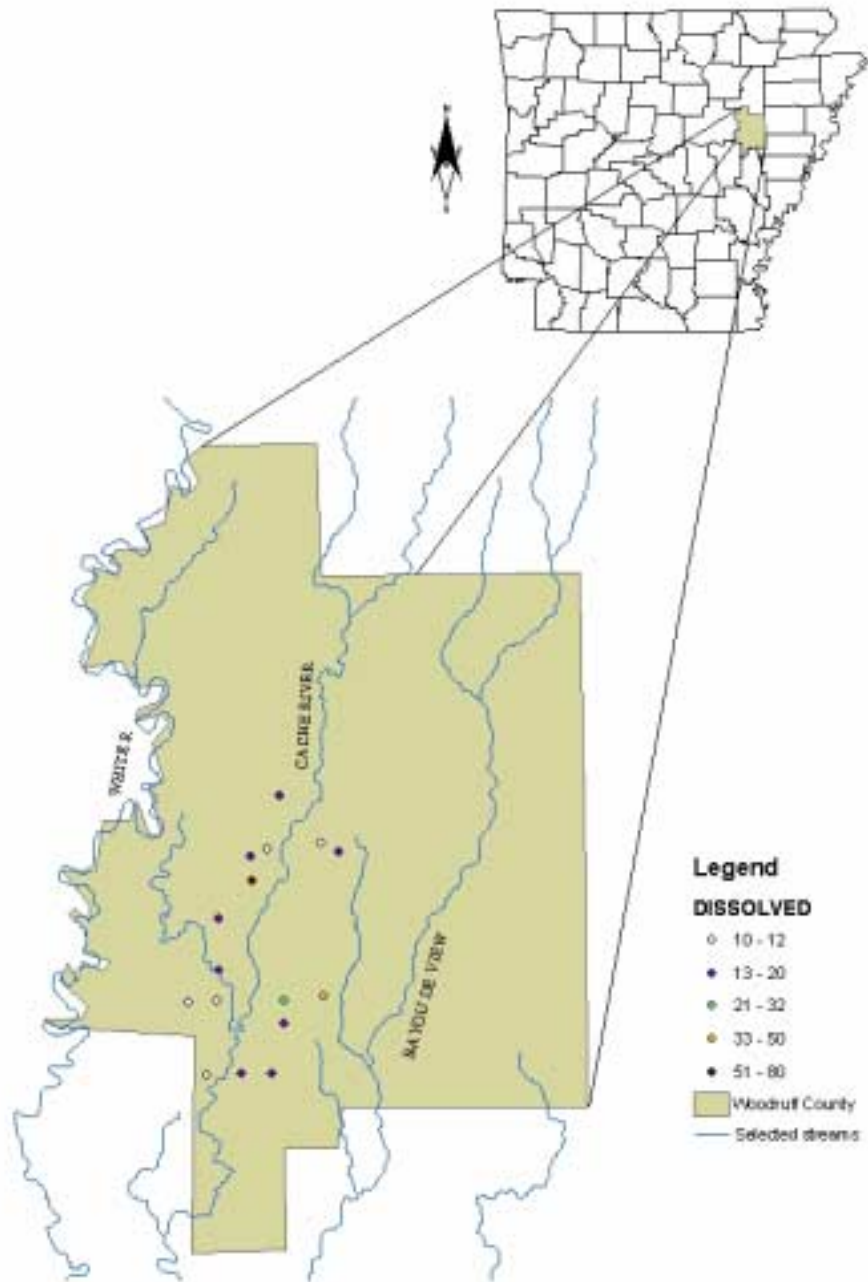 CACHE RIVER
WHITE R.
BAYOU DE VIEW
Legend
DISSOLVED
10 - 12
13 - 20
21 - 32
33 - 50
51 - 80
Woodruff County
Selected streams